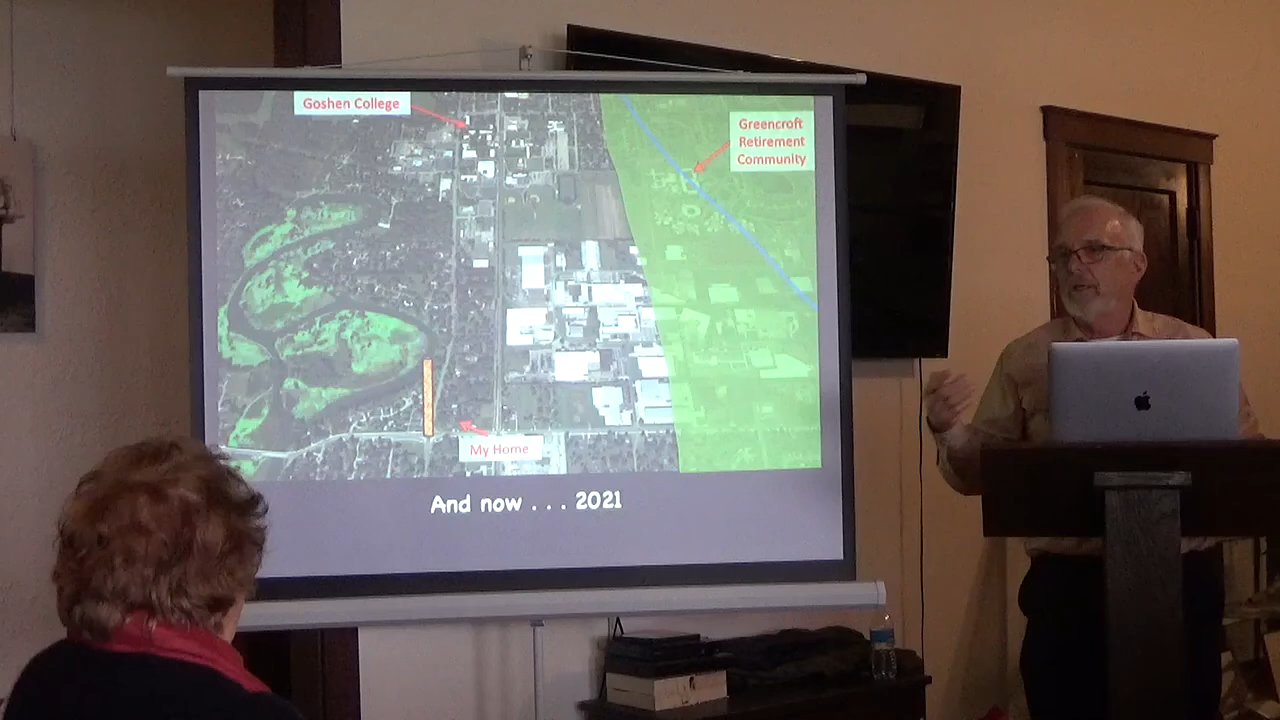 Goshen College
Greencroft
Retirement
Community
My Home
And now . . . 2021